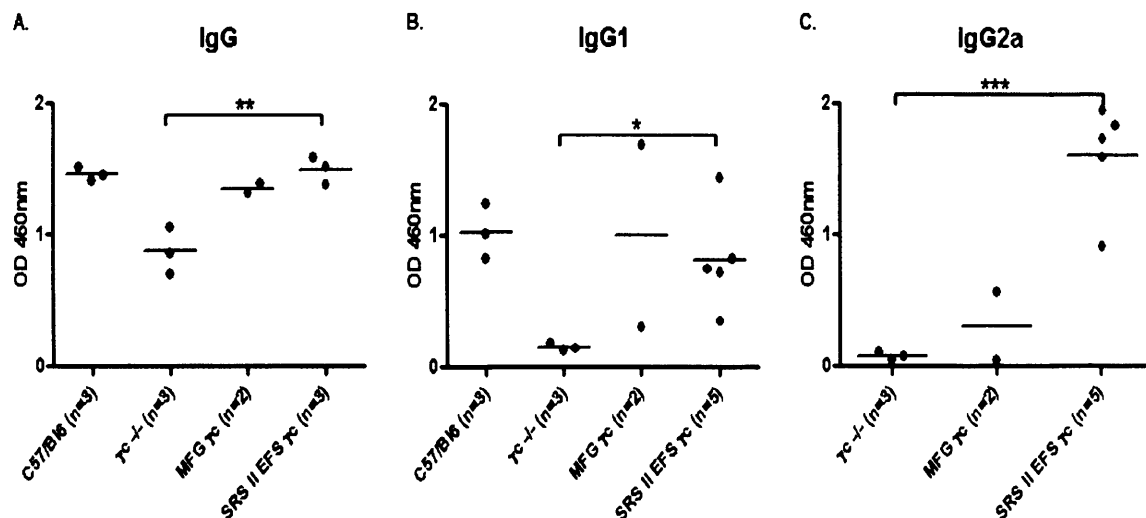 A.
IgG
**
2
1
0
OD 460nm
C57/Bl6 (n=3)
γc -/- (n=3)
MFG γc (n=2)
SRS II EFS γc (n=3)
B.
IgG1
*
2
1
0
OD 460nm
C57/Bl6 (n=3)
γc -/- (n=3)
MFG γc (n=2)
SRS II EFS γc (n=5)
C.
IgG2a
***
2
1
0
OD 460nm
γc -/- (n=3)
MFG γc (n=2)
SRS II EFS γc (n=5)